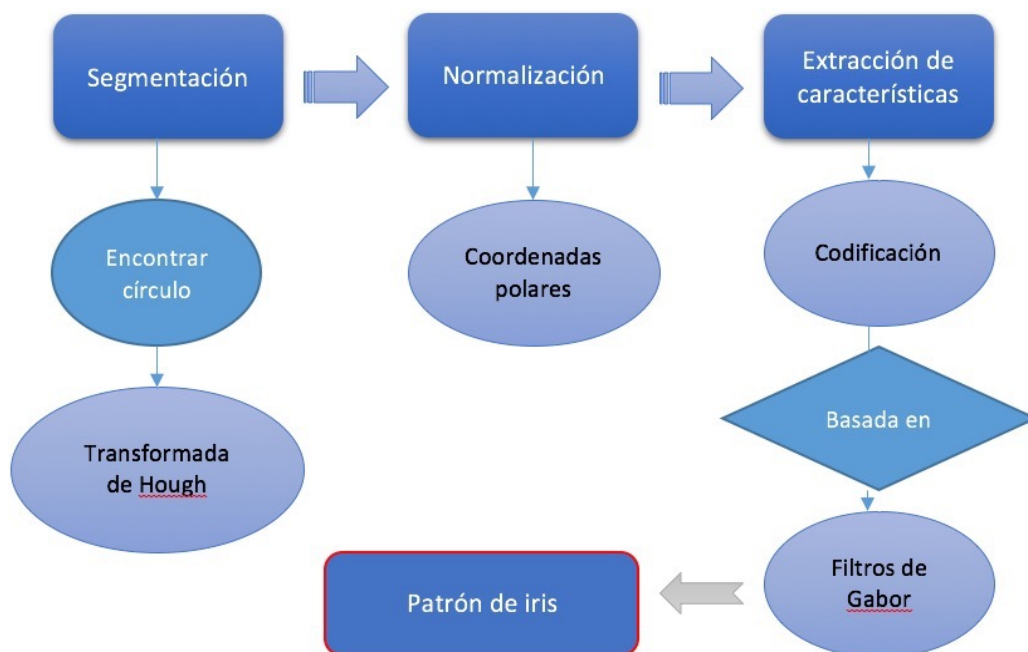 Segmentación
Normalización
Extracción de
características
Encontrar
círculo
Coordenadas
polares
Codificación
Transformada
de Hough
Basada en
Filtros de
Gabor
Patrón de iris